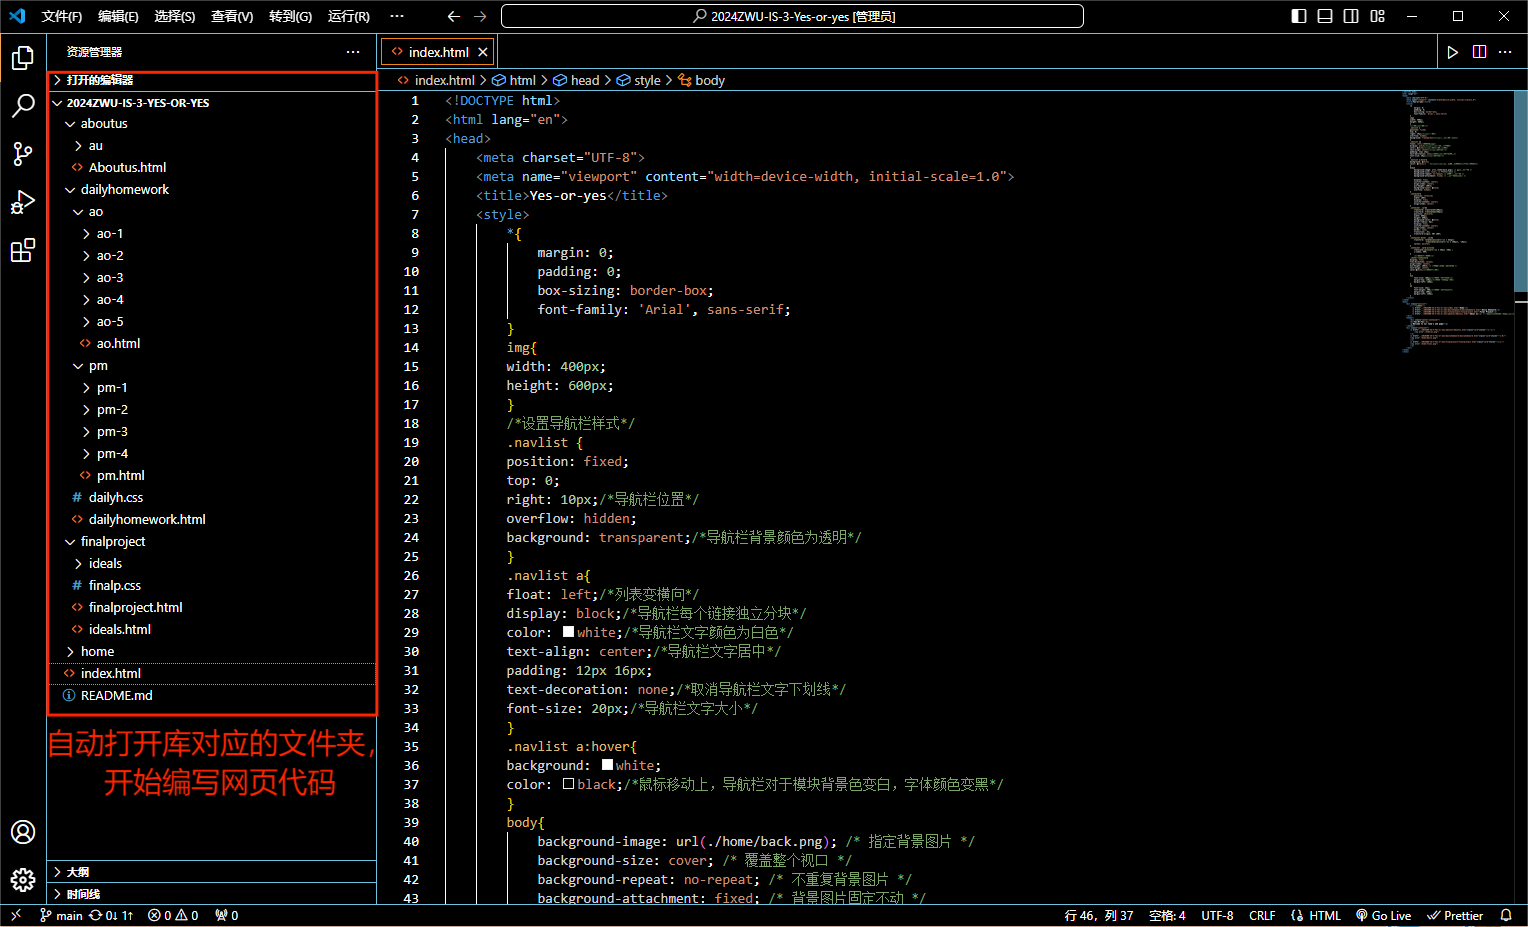 文件(F) 编辑(E) 选择(S) 查看(V) 转到(G) 运行(R) ···
2024ZWU-IS-3-Yes-or-yes [管理员]
资源管理器
打开的编辑器
2024ZWU-IS-3-YES-OR-YES
aboutus
au
Aboutus.html
dailyhomework
ao
ao-1
ao-2
ao-3
ao-4
ao-5
ao.html
pm
pm-1
pm-2
pm-3
pm-4
pm.html
# dailyh.css
dailyhomework.html
finalproject
ideals
# finalp.css
finalproject.html
ideals.html
home
index.html
README.md
自动打开库对应的文件夹，
开始编写网页代码
大纲
时间线
index.html
index.html > html > head > style > body
1 <!DOCTYPE html>
2 <html lang="en">
3 <head>
4 <meta charset="UTF-8">
5 <meta name="viewport" content="width=device-width, initial-scale=1.0">
6 <title>Yes-or-yes</title>
7 <style>
8 *{
9 margin: 0;
10 padding: 0;
11 box-sizing: border-box;
12 font-family: 'Arial', sans-serif;
13 }
14 img{
15 width: 400px;
16 height: 600px;
17 }
18 /*设置导航栏样式*/
19 .navlist {
20 position: fixed;
21 top: 0;
22 right: 10px;/*导航栏位置*/
23 overflow: hidden;
24 background: transparent;/*导航栏背景颜色为透明*/
25 }
26 .navlist a{
27 float: left;/*列表变横向*/
28 display: block;/*导航栏每个链接独立分块*/
29 color: white;/*导航栏文字颜色为白色*/
30 text-align: center;/*导航栏文字居中*/
31 padding: 12px 16px;
32 text-decoration: none;/*取消导航栏文字下划线*/
33 font-size: 20px;/*导航栏文字大小*/
34 }
35 .navlist a:hover{
36 background: white;
37 color: black;/*鼠标移动上，导航栏对于模块背景色变白，字体颜色变黑*/
38 }
39 body{
40 background-image: url(./home/back.png); /* 指定背景图片 */
41 background-size: cover; /* 覆盖整个视口 */
42 background-repeat: no-repeat; /* 不重复背景图片 */
43 background-attachment: fixed; /* 背景图片固定不动 */
main 0↓ 1↑ 0 0 0
行 46，列 37 空格: 4 UTF-8 CRLF HTML Go Live Prettier